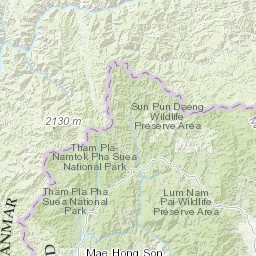 Sun Pun Daeng
Wildlife
Preserve Area
2130 m
Tham Pla-
Namtok Pha Suea
National Park
Tham Pla Pha
Suea National
Park
Lum Nam
Pai Wildlife
Preserve Area
Mae Hong Son